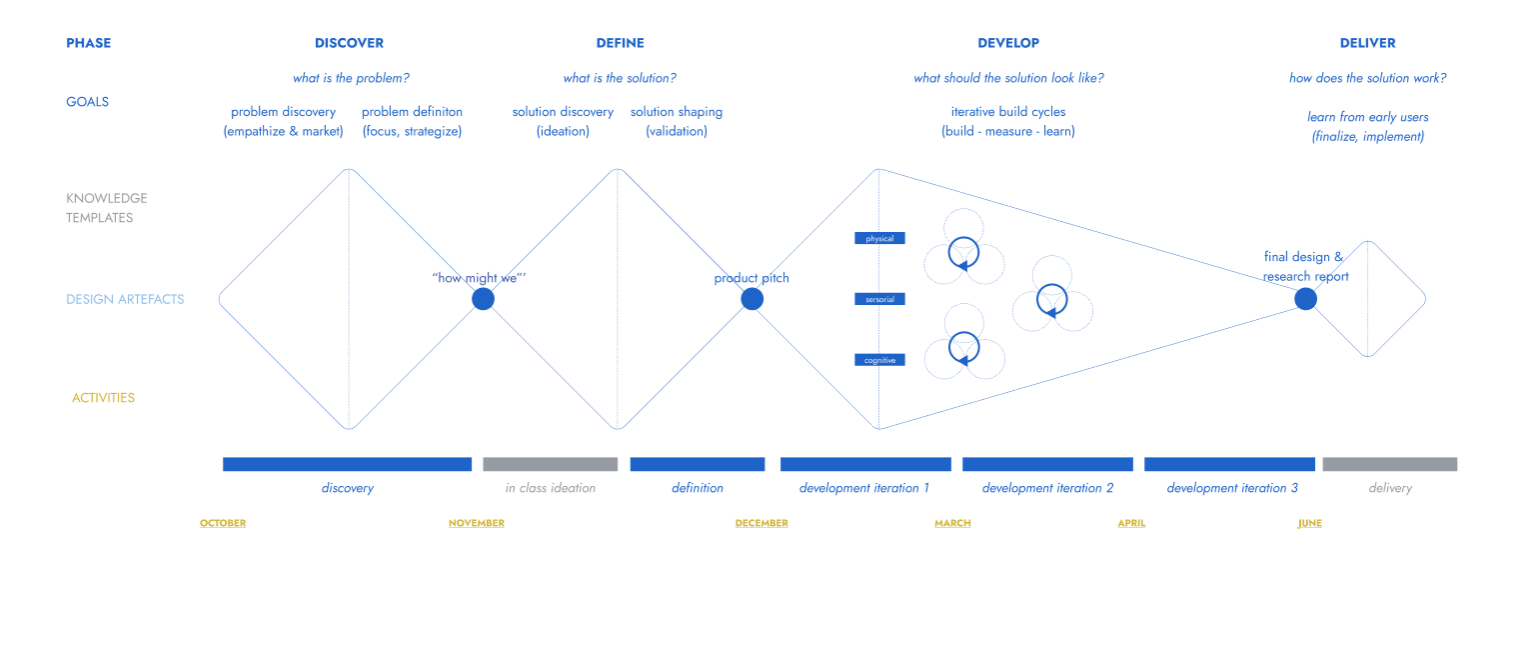 PHASE
DISCOVER
DEFINE
DEVELOP
DELIVER
what is the problem?
what is the solution?
what should the solution look like?
how does the solution work?
GOALS
problem discovery
(empathize & market)
problem definiton
(focus, strategize)
solution discovery
(ideation)
solution shaping
(validation)
iterative build cycles
(build - measure - learn)
learn from early users
(finalize, implement)
KNOWLEDGE
TEMPLATES
DESIGN ARTEFACTS
ACTIVITIES
“how might we”’
product pitch
physical
sersorial
cognitive
final design &
research report
discovery
in class ideation
definition
development iteration 1
development iteration 2
development iteration 3
delivery
OCTOBER
NOVEMBER
DECEMBER
MARCH
APRIL
JUNE